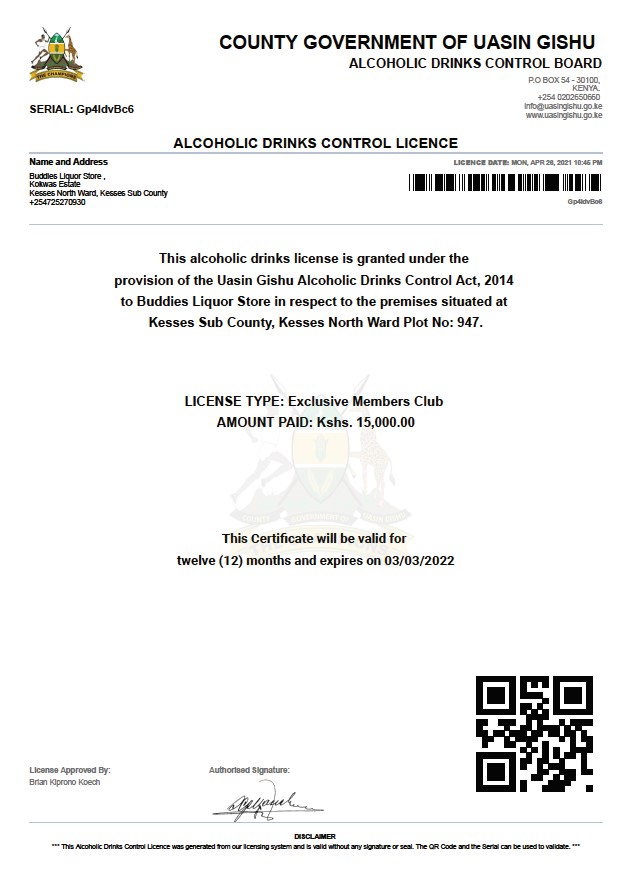 COUNTY GOVERNMENT OF UASIN GISHU
ALCOHOLIC DRINKS CONTROL BOARD
P.O BOX 54 - 30100,
KENYA.
+254 0202650660
info@uasingishu.go.ke
www.uasingishu.go.ke
THE CHAMPIONS
SERIAL: Gp4ldvBc6
ALCOHOLIC DRINKS CONTROL LICENCE
Name and Address
Buddies Liquor Store ,
Kokwas Estate
Kesses North Ward, Kesses Sub County
+254725270930
LICENCE DATE: MON, APR 26, 2021 10:45 PM
Gp4ldvBc6
This alcoholic drinks license is granted under the
provision of the Uasin Gishu Alcoholic Drinks Control Act, 2014
to Buddies Liquor Store in respect to the premises situated at
Kesses Sub County, Kesses North Ward Plot No: 947.
LICENSE TYPE: Exclusive Members Club
AMOUNT PAID: Kshs. 15,000.00
This Certificate will be valid for
twelve (12) months and expires on 03/03/2022
License Approved By:
Brian Kiprono Koech
Authorised Signature:
DISCLAIMER
*** This Alcoholic Drinks Control Licence was generated from our licensing system and is valid without any signature or seal. The QR Code and the Serial can be used to validate. ***